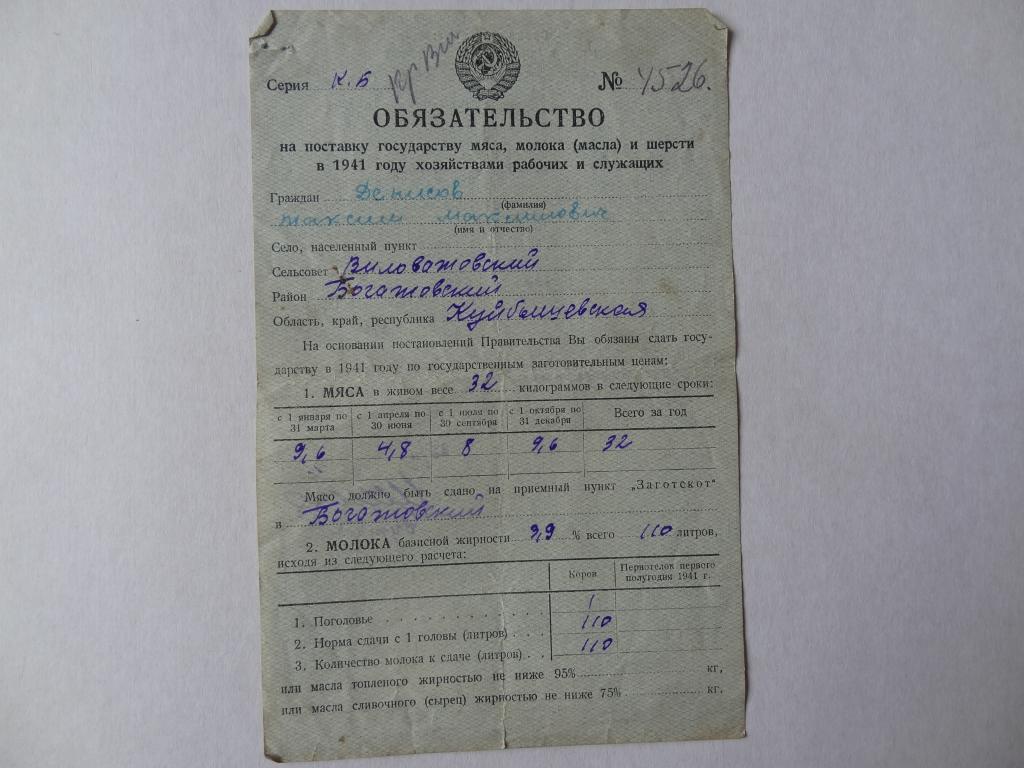 Серия К.Б № 4526.
ОБЯЗАТЕЛЬСТВО
на поставку государству мяса, молока (масла) и шерсти
в 1941 году хозяйствами рабочих и служащих
Граждан Денисов
(фамилия)
Максим Максимович
(имя и отчество)
Село, населенный пункт
Сельсовет Виловатовский
Район Богатовский
Область, край, республика Куйбышевская
На основании постановлений Правительства Вы обязаны сдать госу-
дарству в 1941 году по государственным заготовительным ценам:
1. МЯСА в живом весе 32 килограммов в следующие сроки:
с 1 января по 31 марта с 1 апреля по 30 июня с 1 июля по 30 сентября с 1 октября по 31 декабря Всего за год
9,6 4,8 8 9,6 32
Мясо должно быть сдано на приемный пункт „Заготскот"
в Богатовский
2. МОЛОКА базисной жирности 3,9 % всего 110 литров,
исходя из следующего расчета:
Коров Первотелок первого полугодия 1941 г.
1. Поголовье 1
2. Норма сдачи с 1 головы (литров) 110
3. Количество молока к сдаче (литров) 110
или масла топленого жирностью не ниже 95% кг,
или масла сливочного (сырец) жирностью не ниже 75% кг.